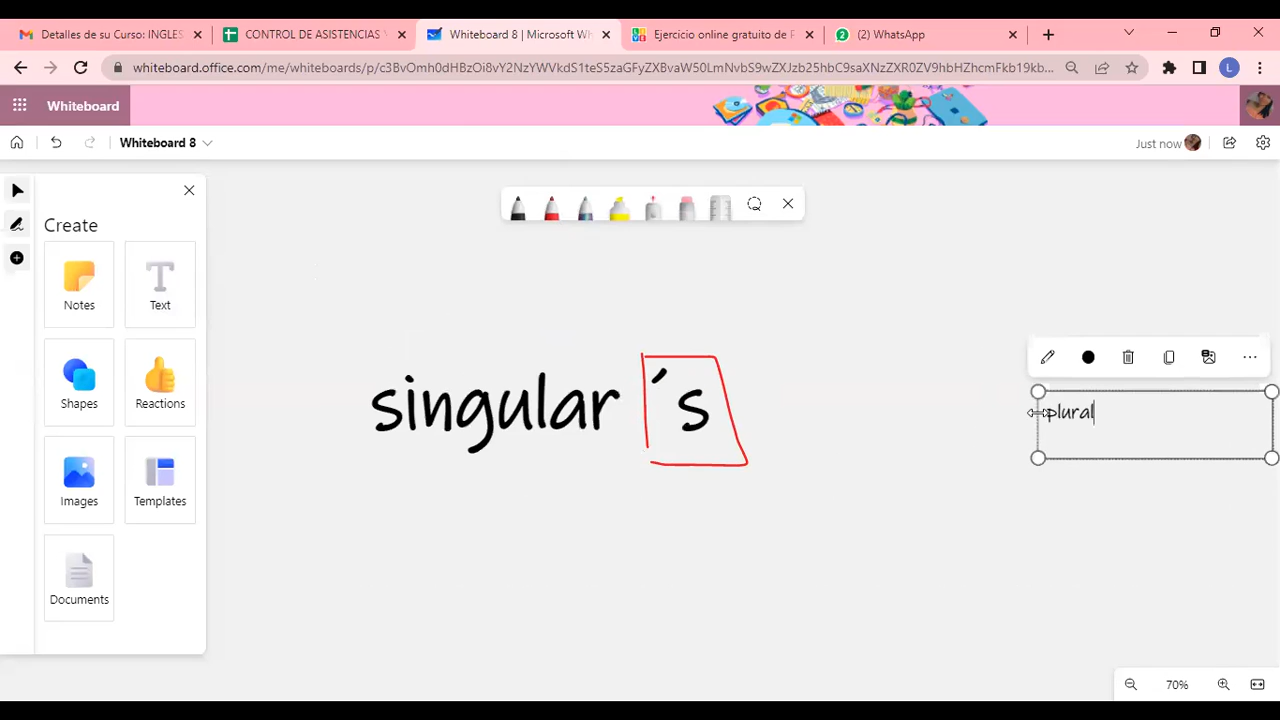 Detalles de su Curso: INGLES
CONTROL DE ASISTENCIAS Y
Whiteboard 8 | Microsoft Wh
Ejercicio online gratuito de P
(2) WhatsApp
whiteboard.office.com/me/whiteboards/p/c3BvOmh0dHBzOi8vY2NzYWVkdS1teS5zaGFyZXBvaW50LmNvbS9wZXJzb25hbC9saXNzZXR0ZV9hbHZhcmFkb19kb...
Whiteboard
Whiteboard 8
Just now
Create
Notes
Text
Shapes
Reactions
Images
Templates
Documents
singular ´s
plural
70%